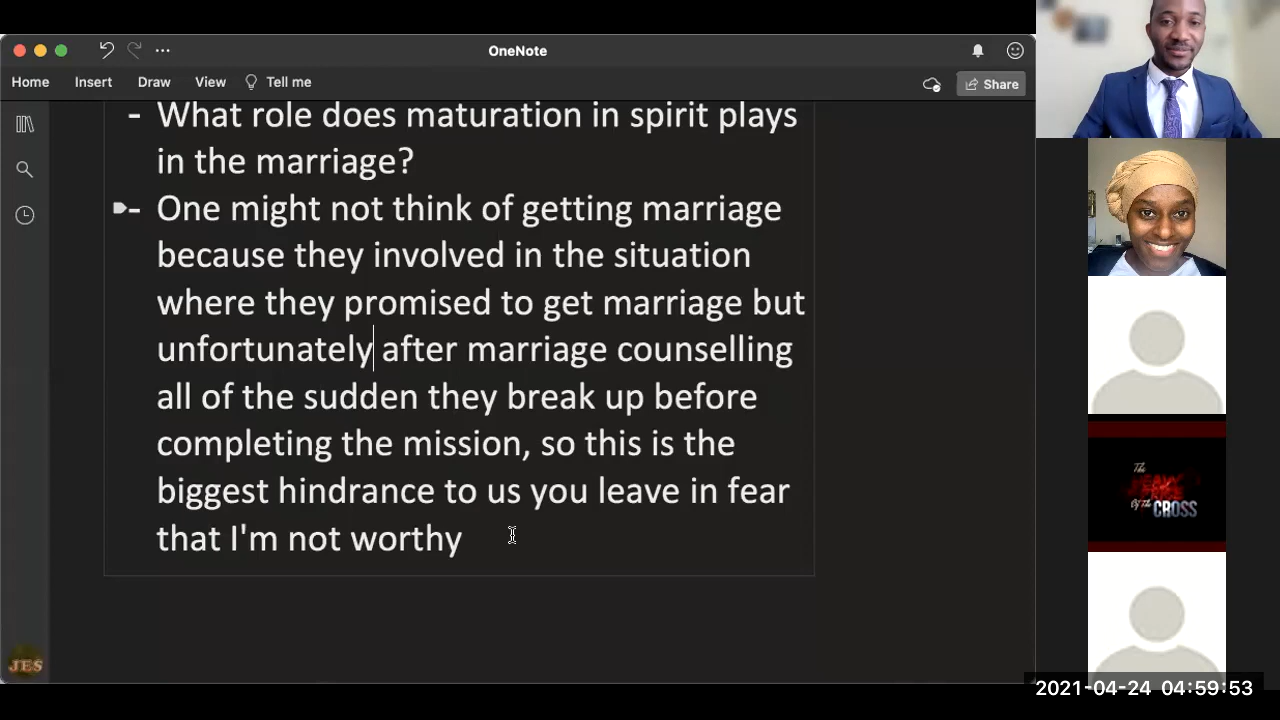 OneNote
Home Insert Draw View Tell me Share
- What role does maturation in spirit plays
in the marriage?
- One might not think of getting marriage
because they involved in the situation
where they promised to get marriage but
unfortunately after marriage counselling
all of the sudden they break up before
completing the mission, so this is the
biggest hindrance to us you leave in fear
that I'm not worthy
JES
The
Of The CROSS
2021-04-24 04:59:53